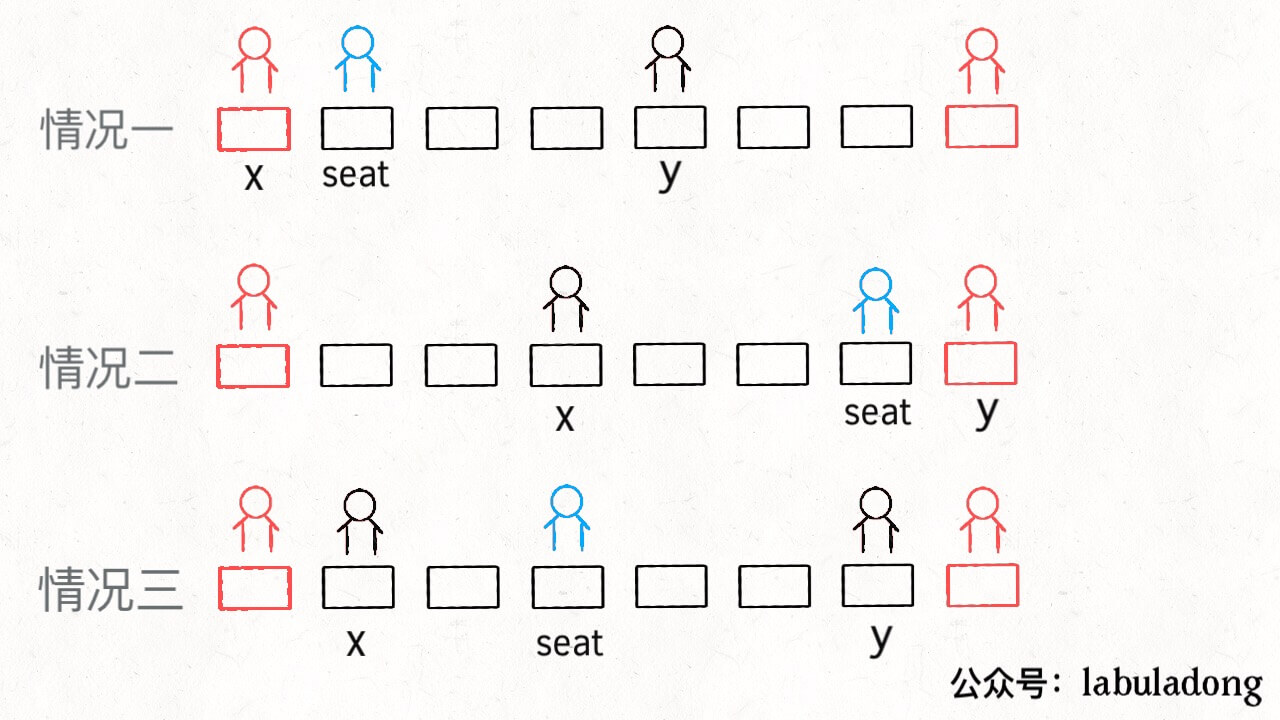 情况一
x seat y
情况二
x seat y
情况三
x seat y
公众号：labuladong